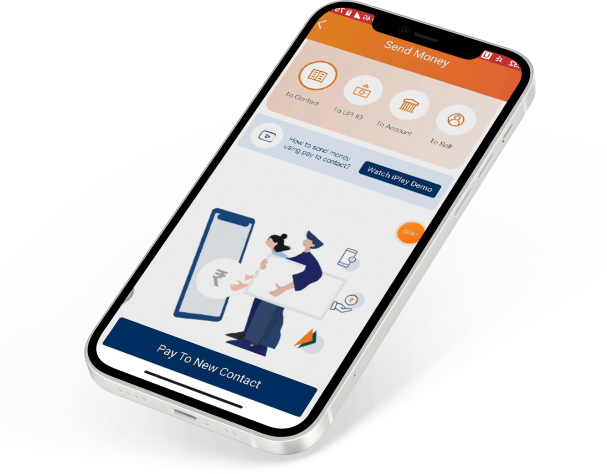 Send Money
To Contact
To UPI ID
To Account
To Self
How to send money
using pay to contact?
Watch iPay Demo
₹
₹
Pay To New Contact